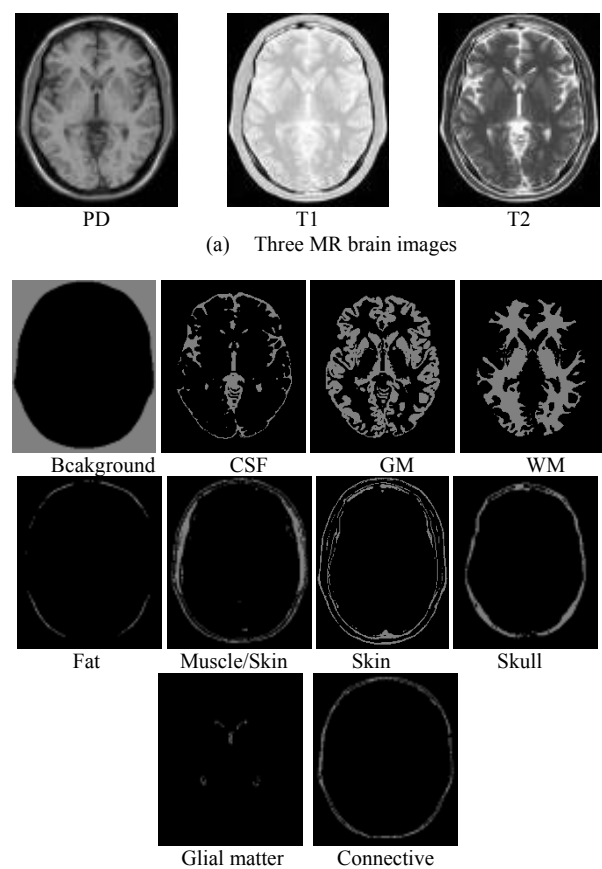 PD T1 T2
(a) Three MR brain images
Bcakground CSF GM WM
Fat Muscle/Skin Skin Skull
Glial matter Connective